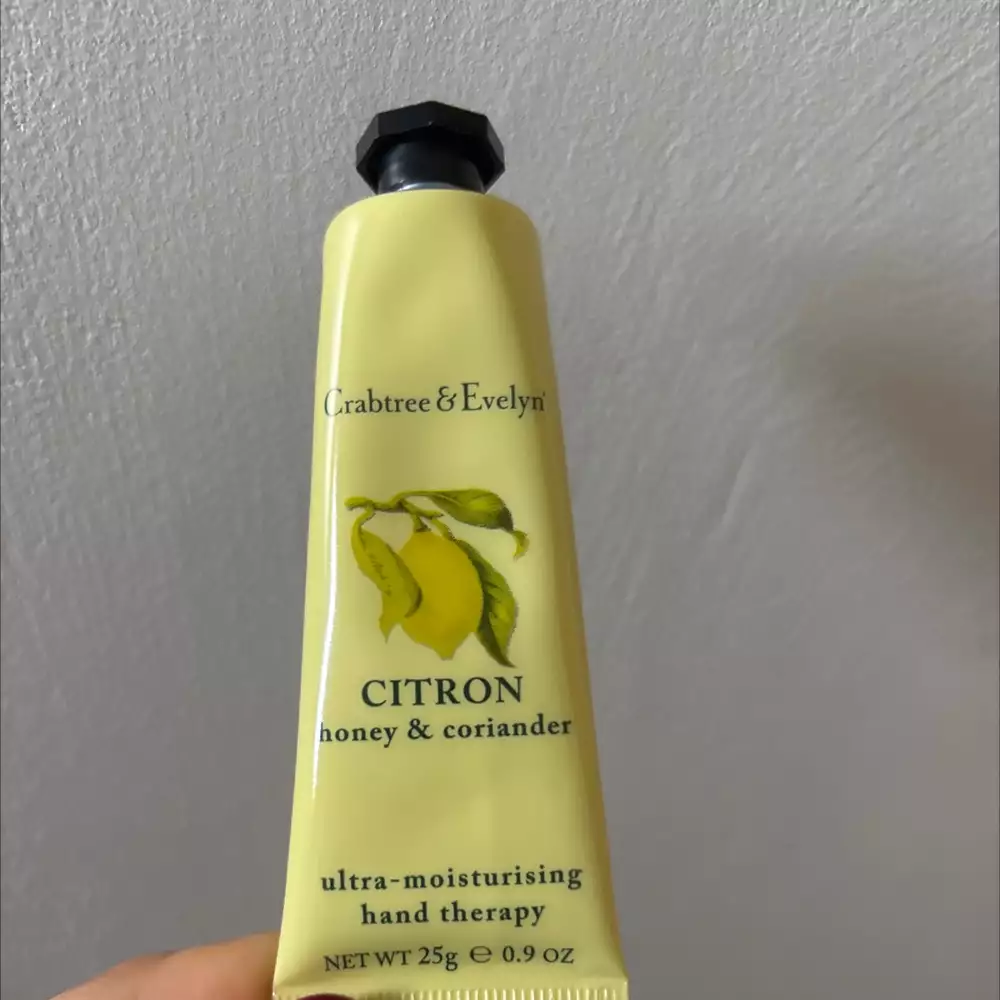 Crabtree & Evelyn®
CITRON
honey & coriander
ultra-moisturising
hand therapy
NET WT 25g ℮ 0.9 OZ